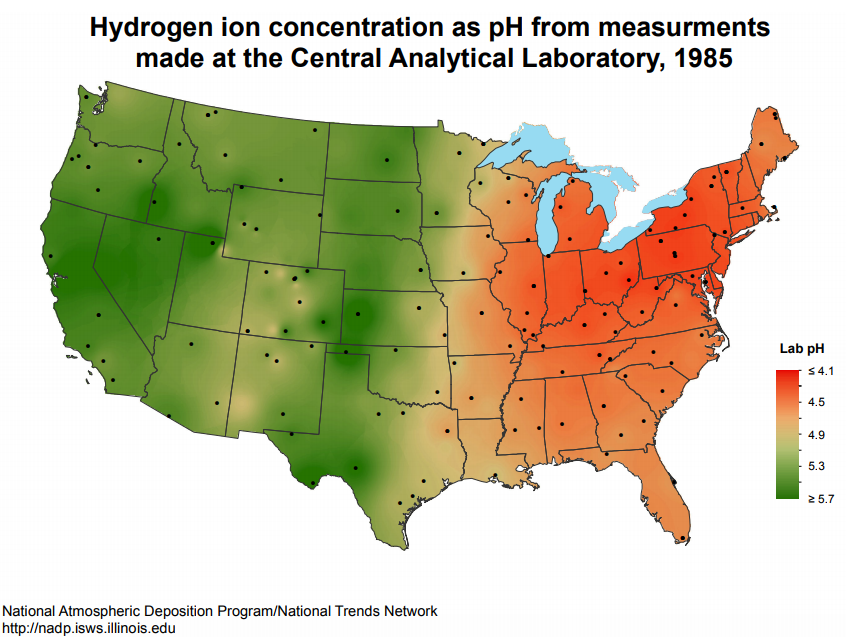 Hydrogen ion concentration as pH from measurments
made at the Central Analytical Laboratory, 1985
Lab pH
≤ 4.1
4.5
4.9
5.3
≥ 5.7
National Atmospheric Deposition Program/National Trends Network
http://nadp.isws.illinois.edu